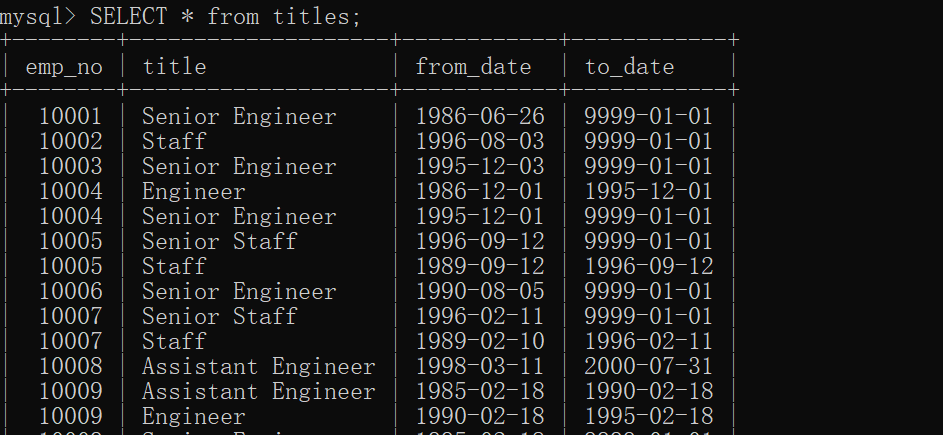 mysql> SELECT * from titles;
+--------+--------------------+------------+------------+
| emp_no | title              | from_date  | to_date    |
+--------+--------------------+------------+------------+
|  10001 | Senior Engineer    | 1986-06-26 | 9999-01-01 |
|  10002 | Staff              | 1996-08-03 | 9999-01-01 |
|  10003 | Senior Engineer    | 1995-12-03 | 9999-01-01 |
|  10004 | Engineer           | 1986-12-01 | 1995-12-01 |
|  10004 | Senior Engineer    | 1995-12-01 | 9999-01-01 |
|  10005 | Senior Staff       | 1996-09-12 | 9999-01-01 |
|  10005 | Staff              | 1989-09-12 | 1996-09-12 |
|  10006 | Senior Engineer    | 1990-08-05 | 9999-01-01 |
|  10007 | Senior Staff       | 1996-02-11 | 9999-01-01 |
|  10007 | Staff              | 1989-02-10 | 1996-02-11 |
|  10008 | Assistant Engineer | 1998-03-11 | 2000-07-31 |
|  10009 | Assistant Engineer | 1985-02-18 | 1990-02-18 |
|  10009 | Engineer           | 1990-02-18 | 1995-02-18 |